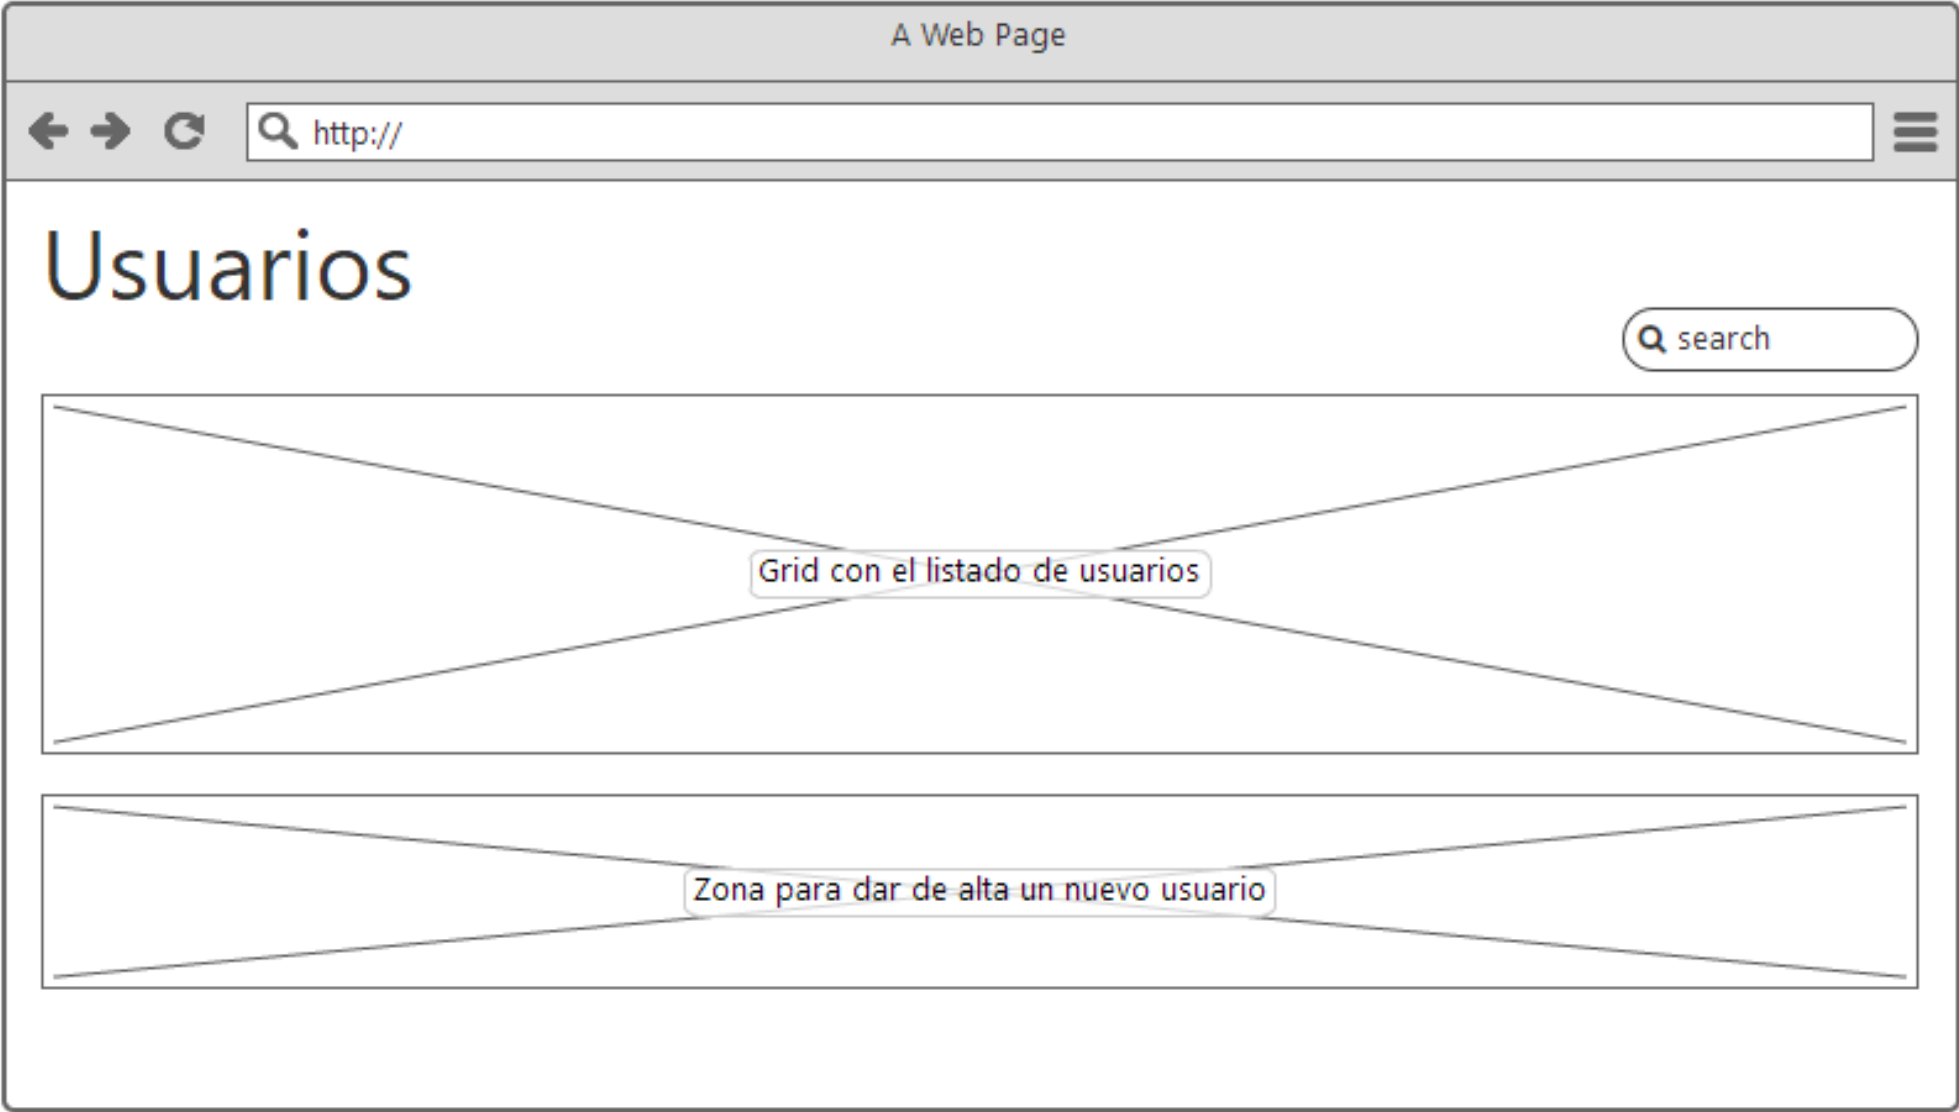 A Web Page
http://
Usuarios
search
Grid con el listado de usuarios
Zona para dar de alta un nuevo usuario